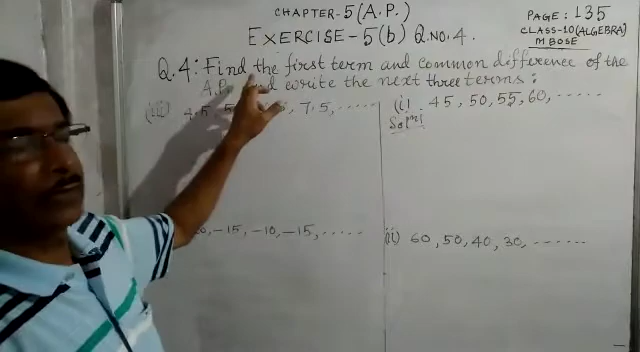 CHAPTER-5 (A.P.)
EXERCISE-5(b) Q.NO.4.
PAGE: 135
CLASS-10 (ALGEBRA)
MBOSE
Q.4: Find the first term and common difference of the
A.P. and write the next three terms:
(i) 45, 50, 55, 60, ......
Soln:
(ii) 60, 50, 40, 30, .......
(iii) 4.5, 7.5, .....
-15, -10, -15, .....